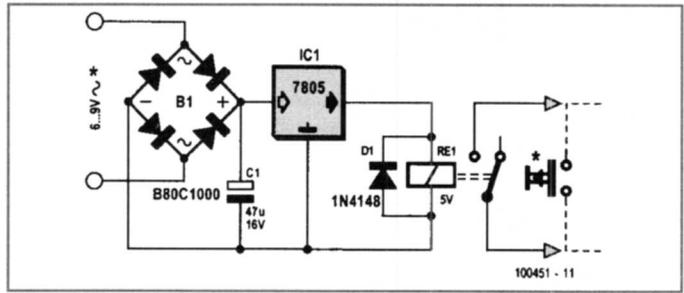 IC1
7805
6...9V ~ *
~
- B1 +
~
B80C1000
C1
47u
16V
D1
1N4148
RE1
5V
*
100451 - 11